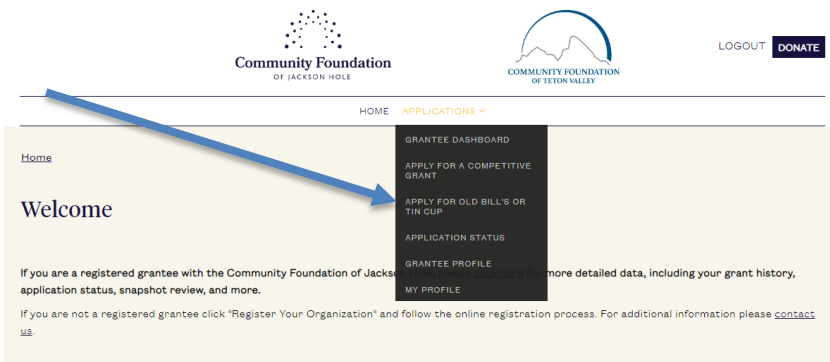 Community Foundation
OF JACKSON HOLE
COMMUNITY FOUNDATION
OF TETON VALLEY
LOGOUT DONATE
HOME APPLICATIONS
GRANTEE DASHBOARD
APPLY FOR A COMPETITIVE
GRANT
APPLY FOR OLD BILL'S OR
TIN CUP
APPLICATION STATUS
GRANTEE PROFILE
MY PROFILE
Home
Welcome
If you are a registered grantee with the Community Foundation of Jackson Hole, please click here for more detailed data, including your grant history,
application status, snapshot review, and more.
If you are not a registered grantee click "Register Your Organization" and follow the online registration process. For additional information please contact
us.